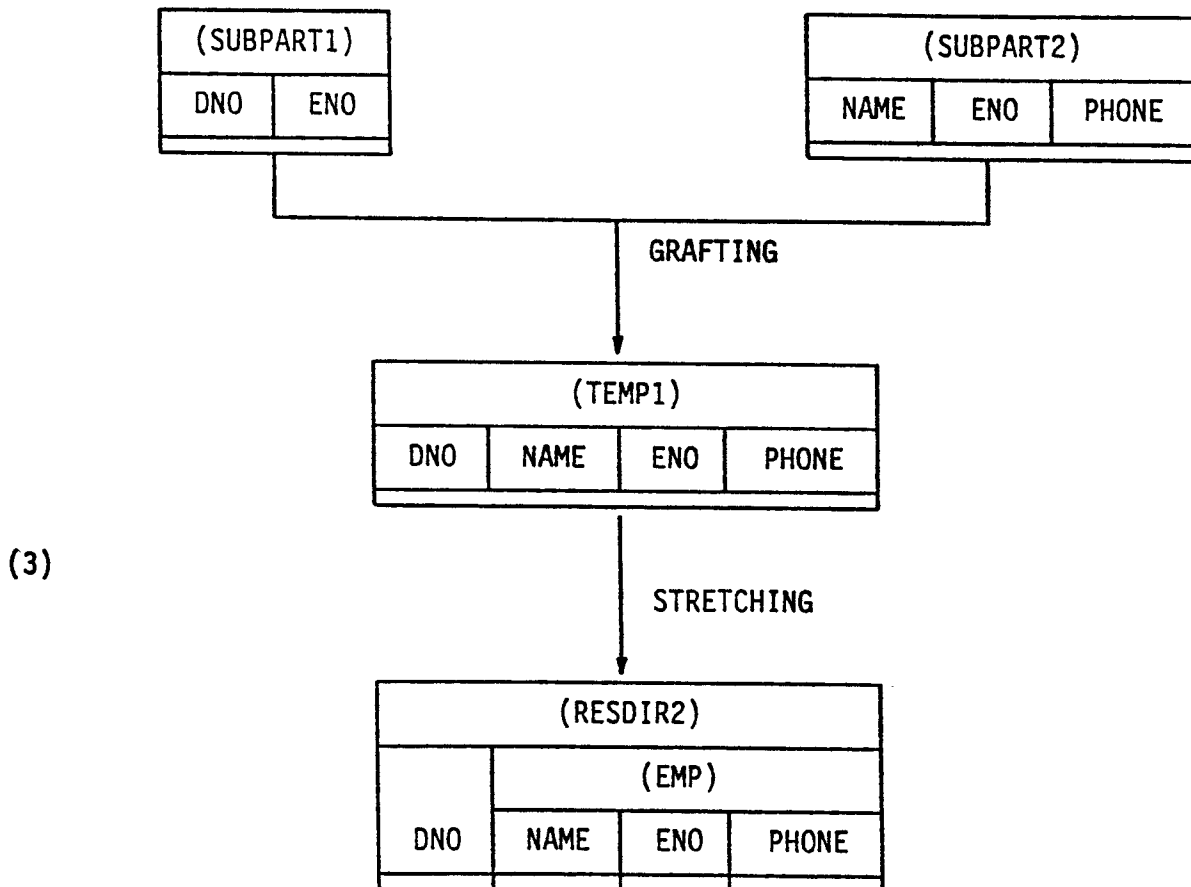 (SUBPART1)
(SUBPART2)
DNO ENO
NAME ENO PHONE
GRAFTING
(TEMP1)
DNO NAME ENO PHONE
(3)
STRETCHING
(RESDIR2)
(EMP)
DNO NAME ENO PHONE